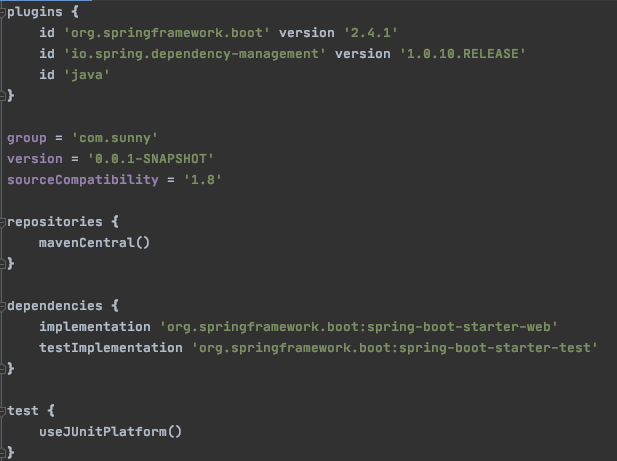 plugins {
    id 'org.springframework.boot' version '2.4.1'
    id 'io.spring.dependency-management' version '1.0.10.RELEASE'
    id 'java'
}
group = 'com.sunny'
version = '0.0.1-SNAPSHOT'
sourceCompatibility = '1.8'
repositories {
    mavenCentral()
}
dependencies {
    implementation 'org.springframework.boot:spring-boot-starter-web'
    testImplementation 'org.springframework.boot:spring-boot-starter-test'
}
test {
    useJUnitPlatform()
}